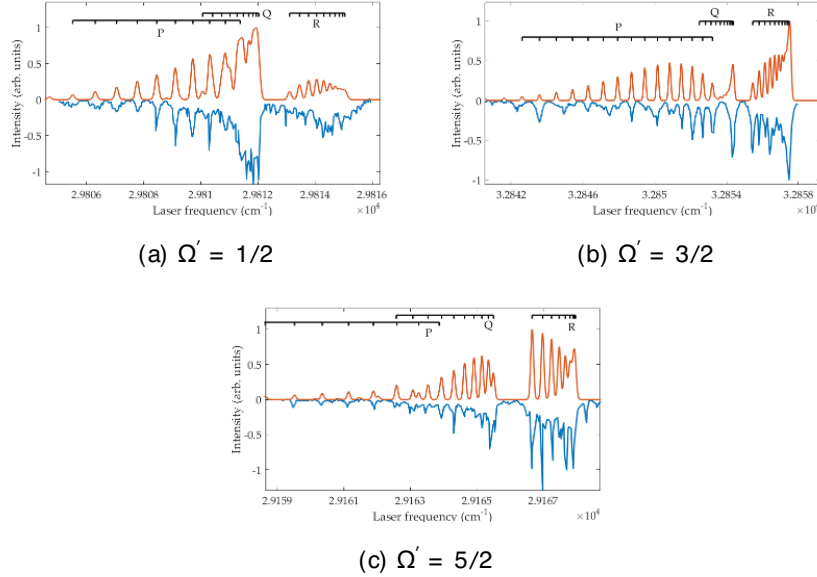 Q
R
P
Intensity (arb. units)
1
0.5
0
-0.5
-1
2.9806 2.9808 2.981 2.9812 2.9814 2.9816
Laser frequency (cm⁻¹) ×10⁴
(a) Ω′ = 1/2
Q
R
P
Intensity (arb. units)
1
0.5
0
-0.5
-1
3.2842 3.2846 3.285 3.2854 3.2858
Laser frequency (cm⁻¹)
(b) Ω′ = 3/2
P
Q
R
Intensity (arb. units)
1
0.5
0
-0.5
-1
2.9159 2.9161 2.9163 2.9165 2.9167
Laser frequency (cm⁻¹) ×10⁴
(c) Ω′ = 5/2